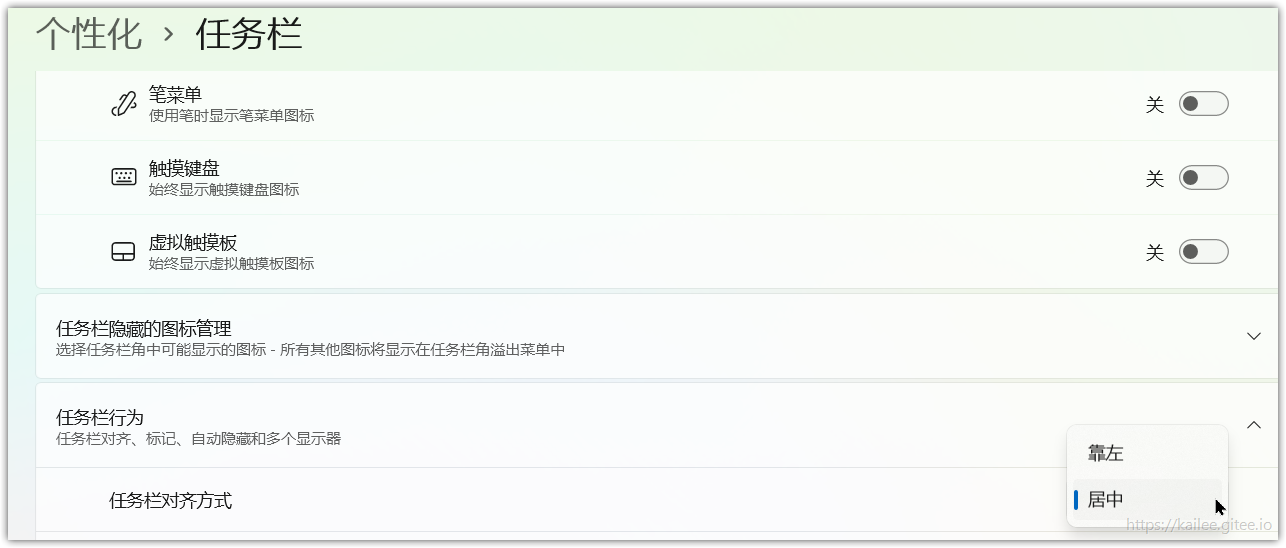 个性化 › 任务栏
笔菜单
使用笔时显示笔菜单图标
关
触摸键盘
始终显示触摸键盘图标
关
虚拟触摸板
始终显示虚拟触摸板图标
关
任务栏隐藏的图标管理
选择任务栏角中可能显示的图标 - 所有其他图标将显示在任务栏角溢出菜单中
任务栏行为
任务栏对齐、标记、自动隐藏和多个显示器
靠左
任务栏对齐方式
居中
https://kailee.gitee.io